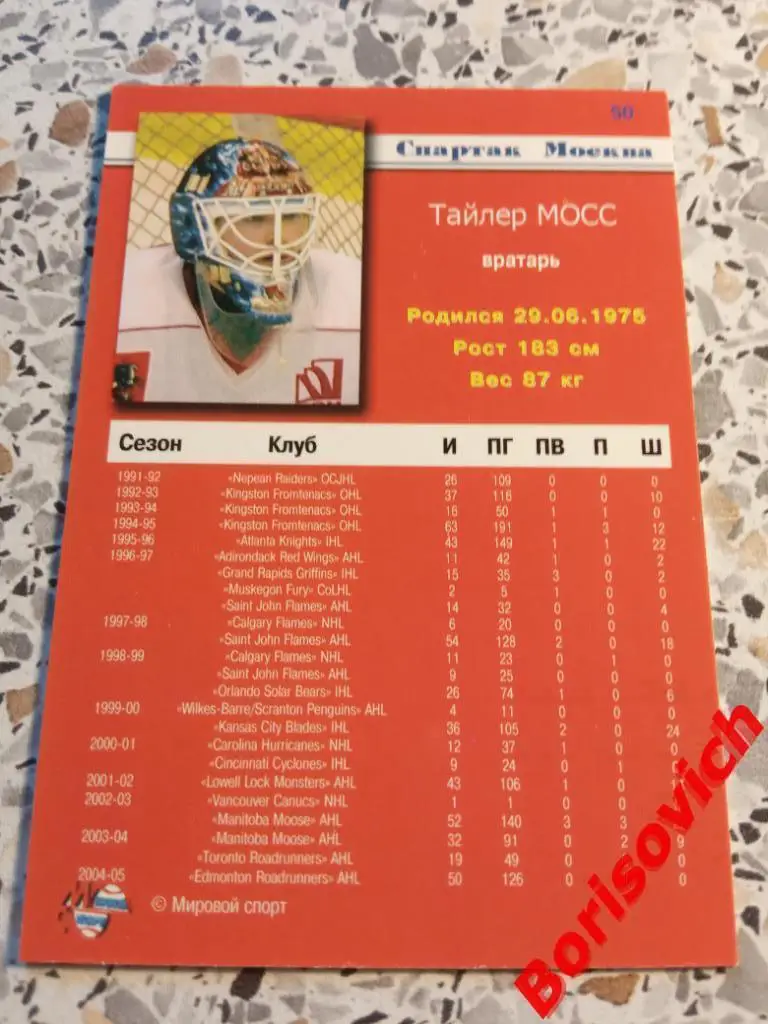 50
Спартак Москва
Тайлер МОСС
вратарь
Родился 29.06.1975
Рост 183 см
Вес 87 кг
Сезон Клуб И ПГ ПВ П Ш
1991-92 «Nepean Raiders» OCJHL 26 109 0 0 0
1992-93 «Kingston Fromtenacs» OHL 37 116 0 0 10
1993-94 «Kingston Fromtenacs» OHL 16 50 1 1 0
1994-95 «Kingston Fromtenacs» OHL 63 191 1 3 12
1995-96 «Atlanta Knights» IHL 43 149 1 1 22
1996-97 «Adirondack Red Wings» AHL 11 42 1 0 2
«Grand Rapids Griffins» IHL 15 35 3 0 2
«Muskegon Fury» CoLHL 2 5 1 0 0
«Saint John Flames» AHL 14 32 0 0 4
1997-98 «Calgary Flames» NHL 6 20 0 0 0
«Saint John Flames» AHL 54 128 2 0 18
1998-99 «Calgary Flames» NHL 11 23 0 1 0
«Saint John Flames» AHL 9 25 0 0 0
«Orlando Solar Bears» IHL 26 74 1 0 6
1999-00 «Wilkes-Barre/Scranton Penguins» AHL 4 11 0 0 0
«Kansas City Blades» IHL 36 105 2 0 24
2000-01 «Carolina Hurricanes» NHL 12 37 1 0
«Cincinnati Cyclones» IHL 9 24 0 1
2001-02 «Lowell Lock Monsters» AHL 43 106 1 0
2002-03 «Vancouver Canucs» NHL 1 1 0 0
«Manitoba Moose» AHL 52 140 3 3
2003-04 «Manitoba Moose» AHL 32 91 0 2 9
«Toronto Roadrunners» AHL 19 49 0 0
2004-05 «Edmonton Roadrunners» AHL 50 126 0 0 0
© Мировой спорт
Borisovich